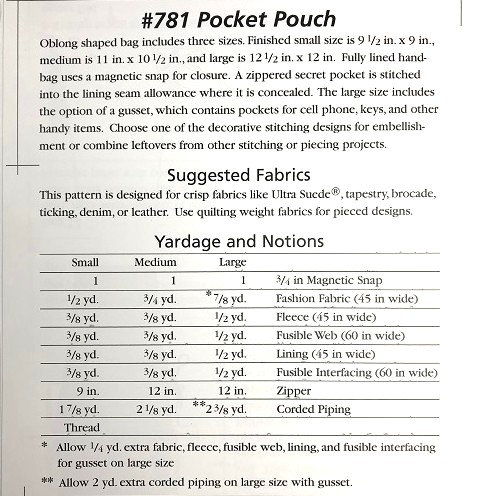 #781 Pocket Pouch
Oblong shaped bag includes three sizes. Finished small size is 9 1/2 in. x 9 in.,
medium is 11 in. x 10 1/2 in., and large is 12 1/2 in. x 12 in. Fully lined hand-
bag uses a magnetic snap for closure. A zippered secret pocket is stitched
into the lining seam allowance where it is concealed. The large size includes
the option of a gusset, which contains pockets for cell phone, keys, and other
handy items. Choose one of the decorative stitching designs for embellish-
ment or combine leftovers from other stitching or piecing projects.
Suggested Fabrics
This pattern is designed for crisp fabrics like Ultra Suede®, tapestry, brocade,
ticking, denim, or leather. Use quilting weight fabrics for pieced designs.
Yardage and Notions
Small Medium Large
1 1 1 3/4 in Magnetic Snap
1/2 yd. 3/4 yd. *7/8 yd. Fashion Fabric (45 in wide)
3/8 yd. 3/8 yd. 1/2 yd. Fleece (45 in wide)
3/8 yd. 3/8 yd. 1/2 yd. Fusible Web (60 in wide)
3/8 yd. 3/8 yd. 1/2 yd. Lining (45 in wide)
3/8 yd. 3/8 yd. 1/2 yd. Fusible Interfacing (60 in wide)
9 in. 12 in. 12 in. Zipper
1 7/8 yd. 2 1/8 yd. **2 3/8 yd. Corded Piping
Thread
* Allow 1/4 yd. extra fabric, fleece, fusible web, lining, and fusible interfacing
for gusset on large size
** Allow 2 yd. extra corded piping on large size with gusset.